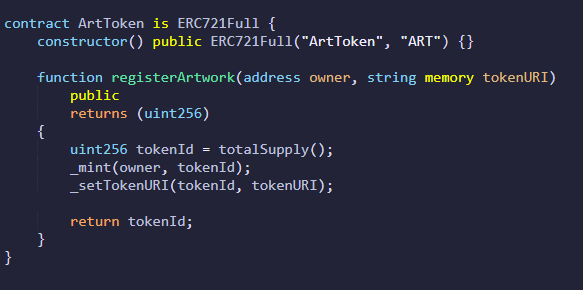 contract ArtToken is ERC721Full {
    constructor() public ERC721Full("ArtToken", "ART") {}

    function registerArtwork(address owner, string memory tokenURI)
        public
        returns (uint256)
    {
        uint256 tokenId = totalSupply();
        _mint(owner, tokenId);
        _setTokenURI(tokenId, tokenURI);

        return tokenId;
    }
}